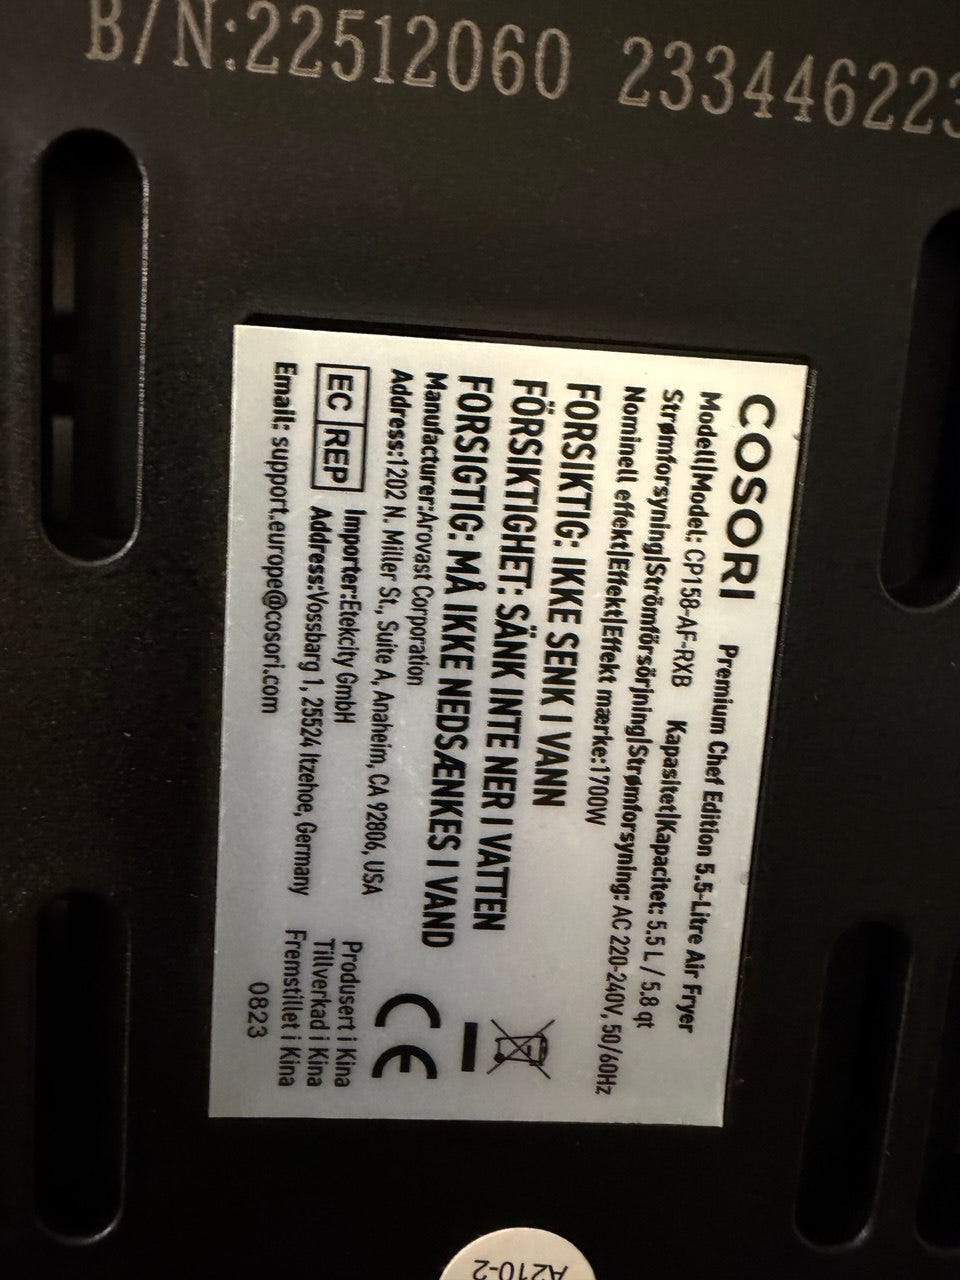 B/N:22512060 23344622
COSORI Premium Chef Edition 5.5-Litre Air Fryer
Modell|Model: CP158-AF-RXB Kapasitet|Kapacitet: 5.5 L / 5.8 qt
Strømforsyning|Strömförsörjning|Strømforsyning: AC 220-240V, 50/60Hz
Nominell effekt|Effekt|Effekt mærke:1700W
FORSIKTIG: IKKE SENK I VANN
FÖRSIKTIGHET: SÄNK INTE NER I VATTEN
FORSIGTIG: MÅ IKKE NEDSÆNKES I VAND
Manufacturer:Arovast Corporation
Address:1202 N. Miller St., Suite A, Anaheim, CA 92806, USA
EC REP
Importer:Etekcity GmbH
Address:Vossbarg 1, 25524 Itzehoe, Germany
Email: support.europe@cosori.com
CE
Produsert i Kina
Tillverkad i Kina
Fremstillet i Kina
0823
A210-2